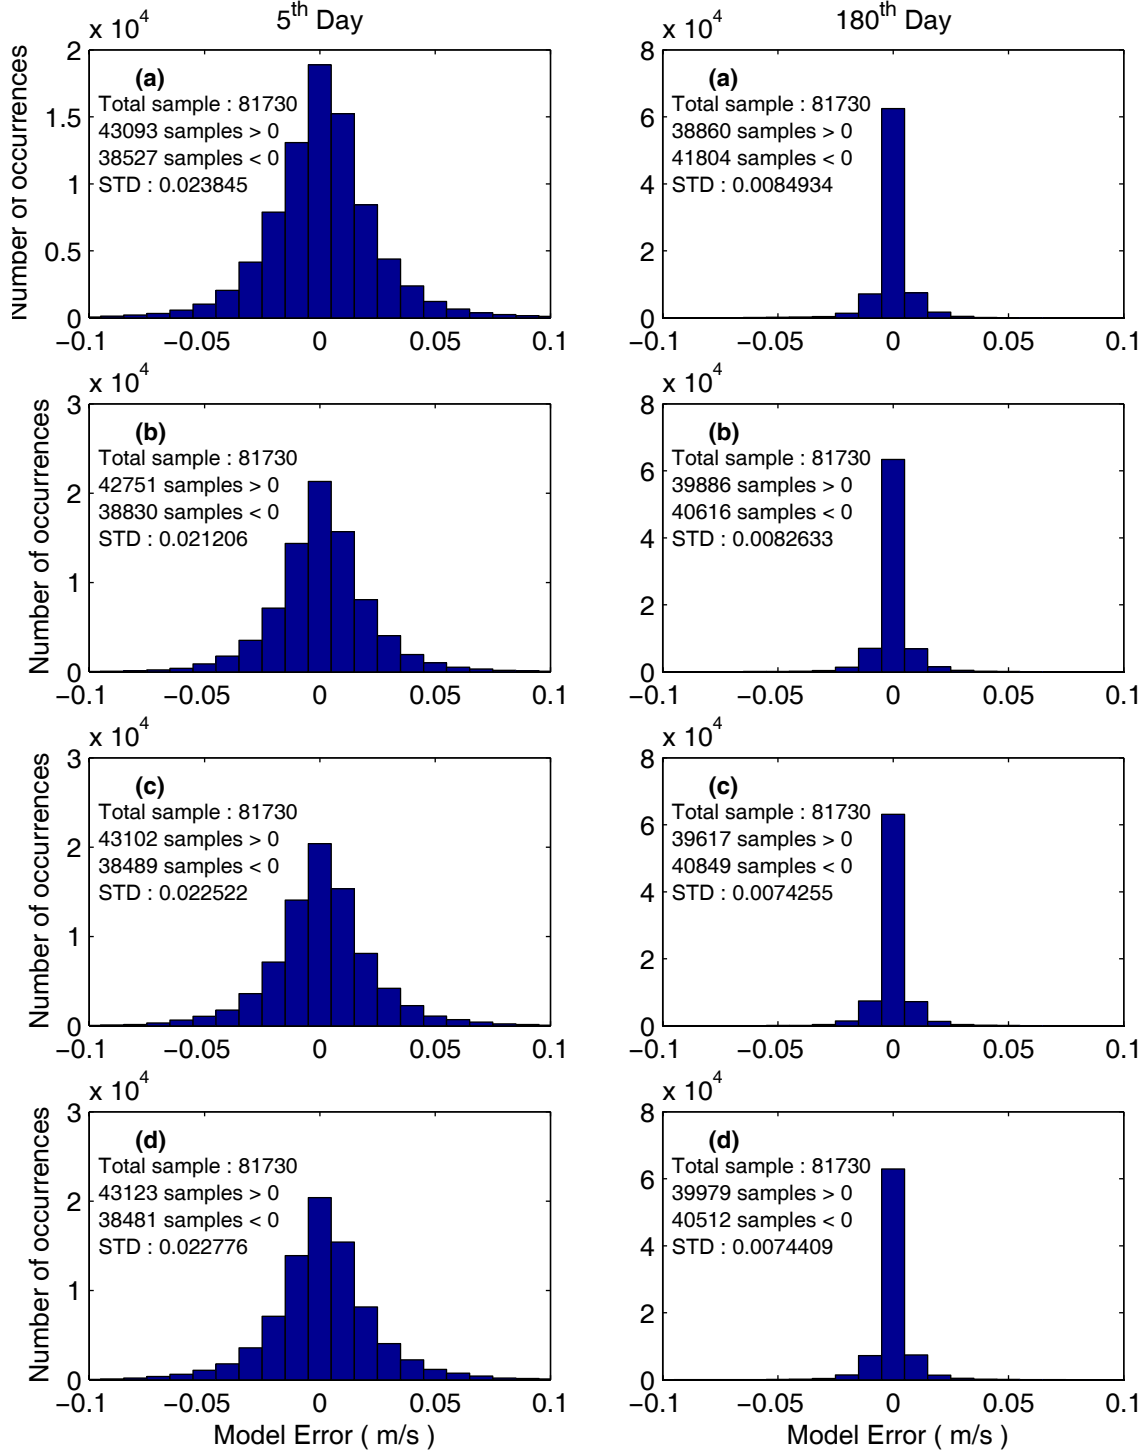 5th Day
180th Day
x 10^4
2
1.5
1
0.5
0
Number of occurrences
(a)
Total sample : 81730
43093 samples > 0
38527 samples < 0
STD : 0.023845
−0.1 −0.05 0 0.05 0.1
x 10^4
8
6
4
2
0
(a)
Total sample : 81730
38860 samples > 0
41804 samples < 0
STD : 0.0084934
−0.1 −0.05 0 0.05 0.1
x 10^4
3
2
1
0
Number of occurrences
(b)
Total sample : 81730
42751 samples > 0
38830 samples < 0
STD : 0.021206
−0.1 −0.05 0 0.05 0.1
x 10^4
8
6
4
2
0
(b)
Total sample : 81730
39886 samples > 0
40616 samples < 0
STD : 0.0082633
−0.1 −0.05 0 0.05 0.1
x 10^4
3
2
1
0
Number of occurrences
(c)
Total sample : 81730
43102 samples > 0
38489 samples < 0
STD : 0.022522
−0.1 −0.05 0 0.05 0.1
x 10^4
8
6
4
2
0
(c)
Total sample : 81730
39617 samples > 0
40849 samples < 0
STD : 0.0074255
−0.1 −0.05 0 0.05 0.1
x 10^4
3
2
1
0
Number of occurrences
(d)
Total sample : 81730
43123 samples > 0
38481 samples < 0
STD : 0.022776
−0.1 −0.05 0 0.05 0.1
Model Error ( m/s )
x 10^4
8
6
4
2
0
(d)
Total sample : 81730
39979 samples > 0
40512 samples < 0
STD : 0.0074409
−0.1 −0.05 0 0.05 0.1
Model Error ( m/s )